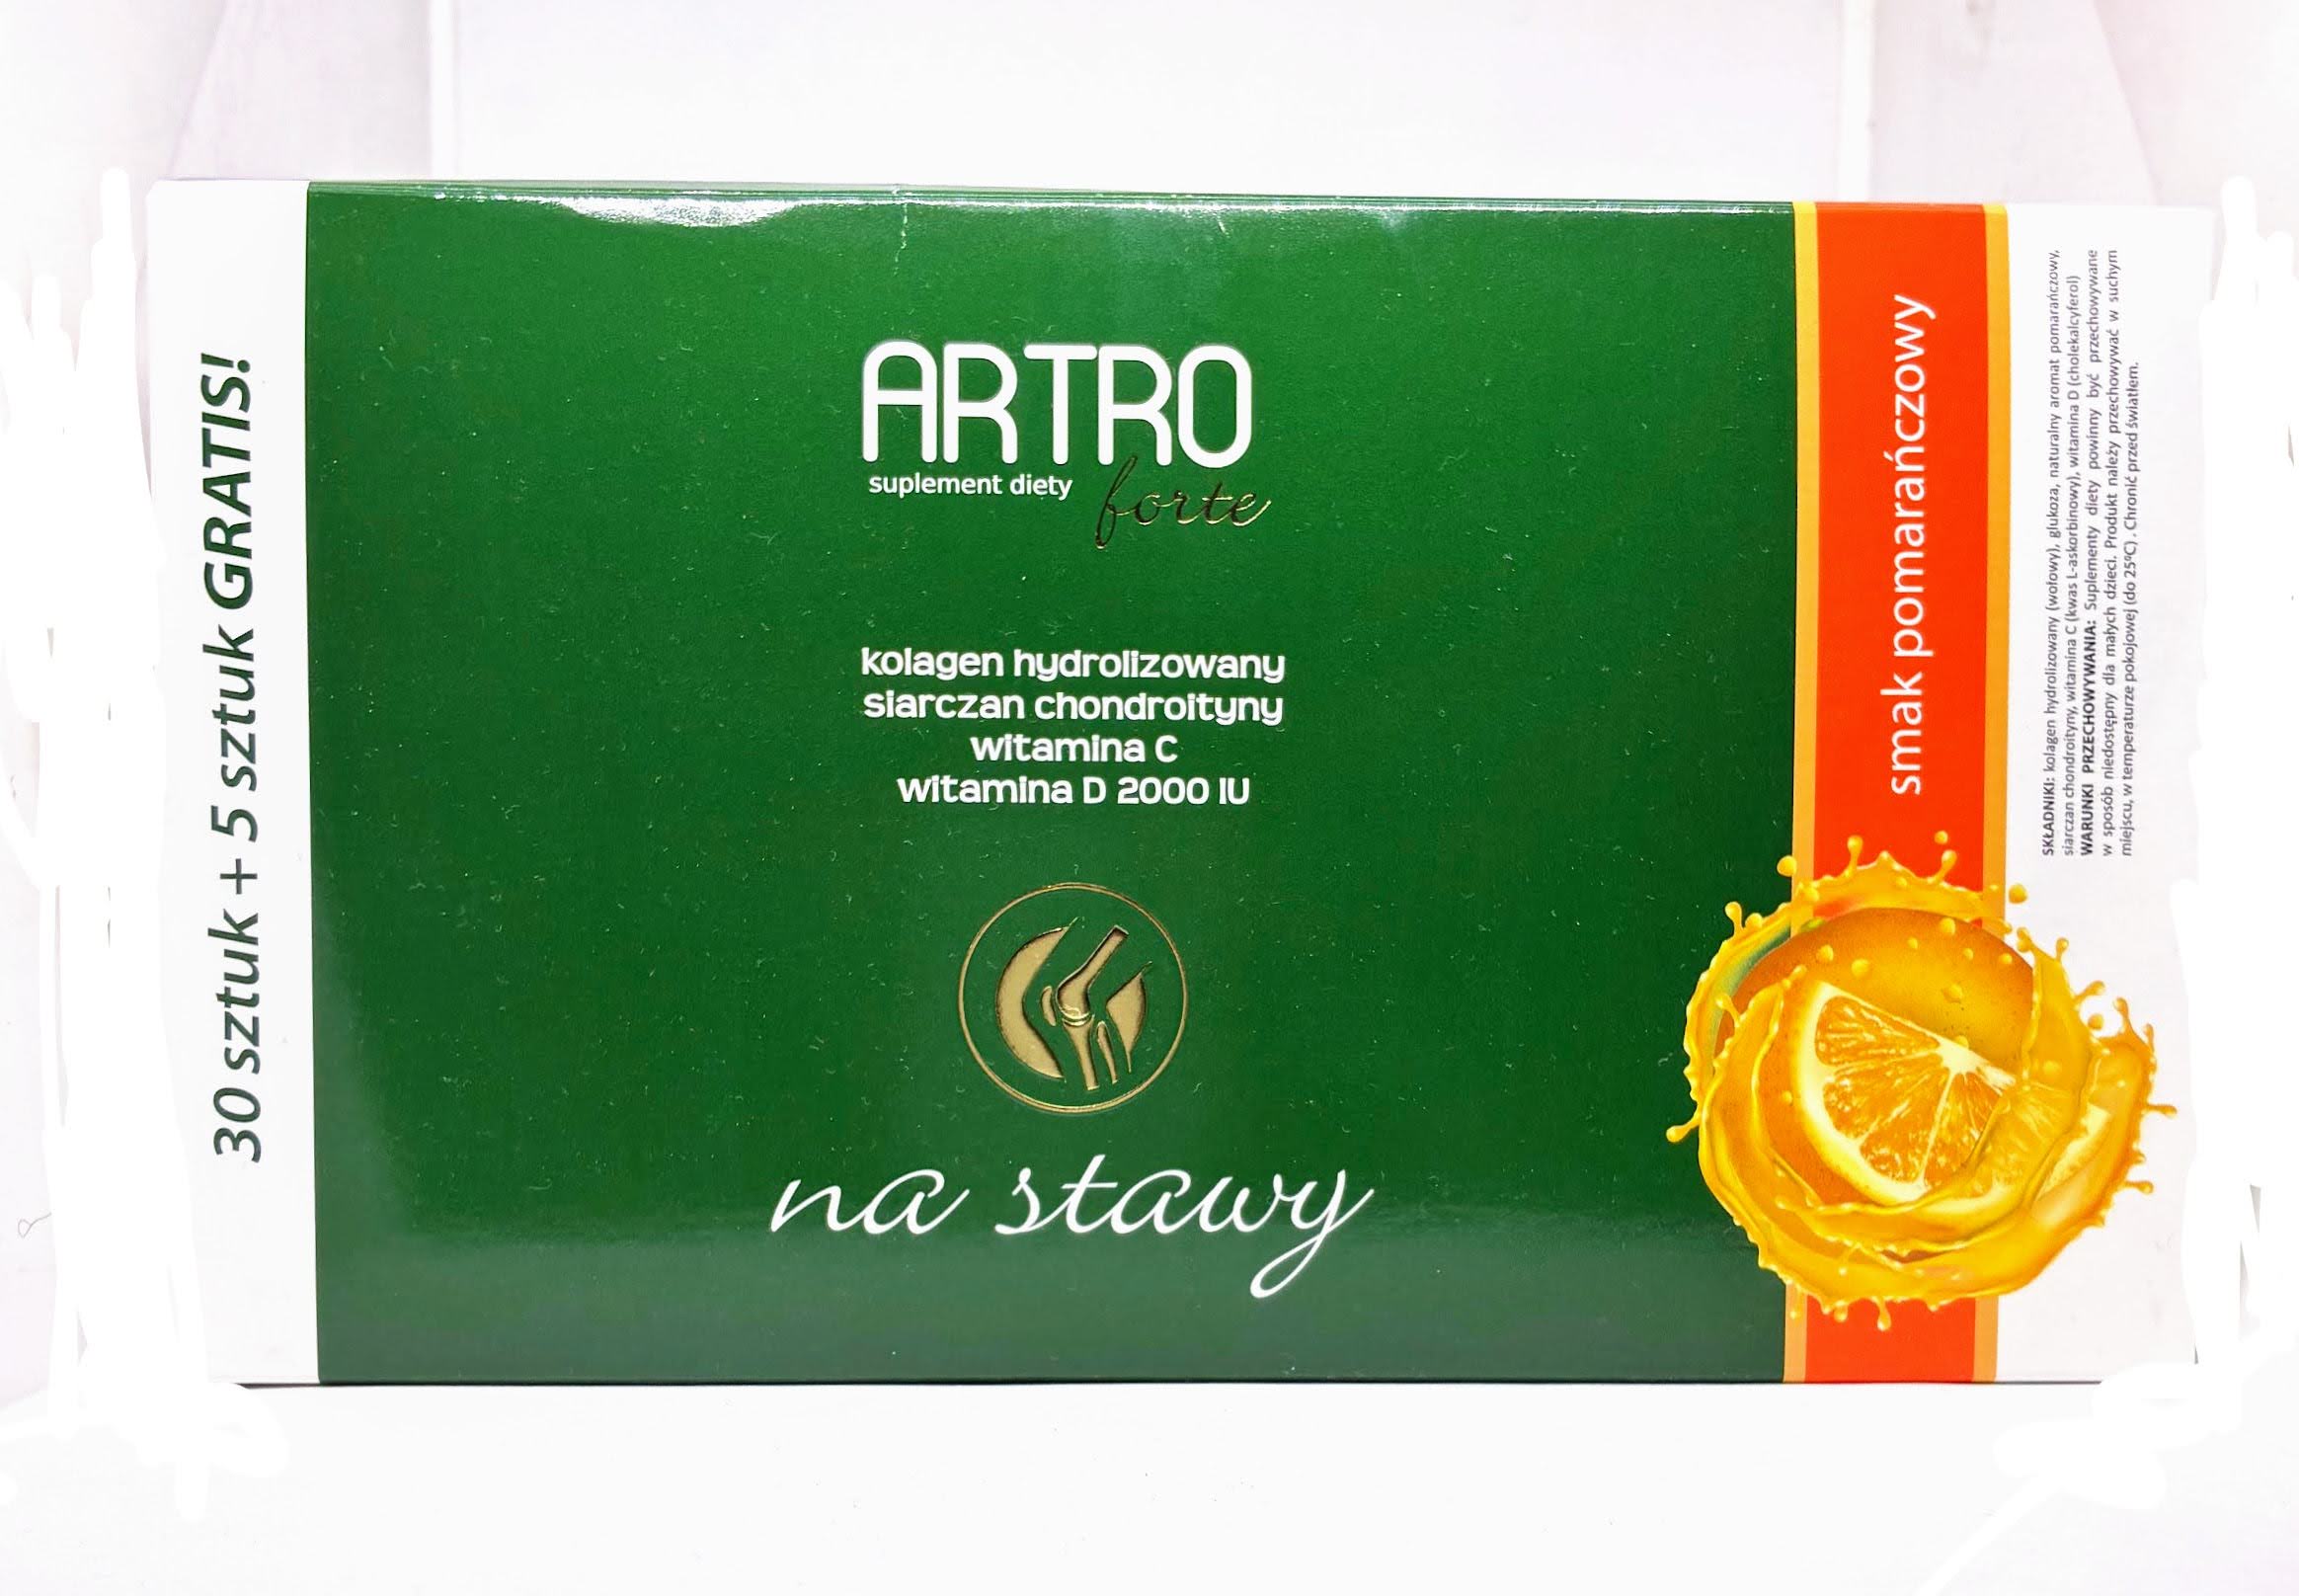 30 sztuk + 5 sztuk GRATIS!
ARTRO
suplement diety
forte
kolagen hydrolizowany
siarczan chondroityny
witamina C
witamina D 2000 IU
na stawy
smak pomarańczowy
SKŁADNIKI: kolagen hydrolizowany (wołowy), glukoza, naturalny aromat pomarańczowy,
siarczan chondroityny, witamina C (kwas L-askorbinowy), witamina D (cholekalcyferol)
WARUNKI PRZECHOWYWANIA: Suplementy diety powinny być przechowywane
w sposób niedostępny dla małych dzieci. Produkt należy przechowywać w suchym
miejscu, w temperaturze pokojowej (do 25ºC). Chronić przed światłem.